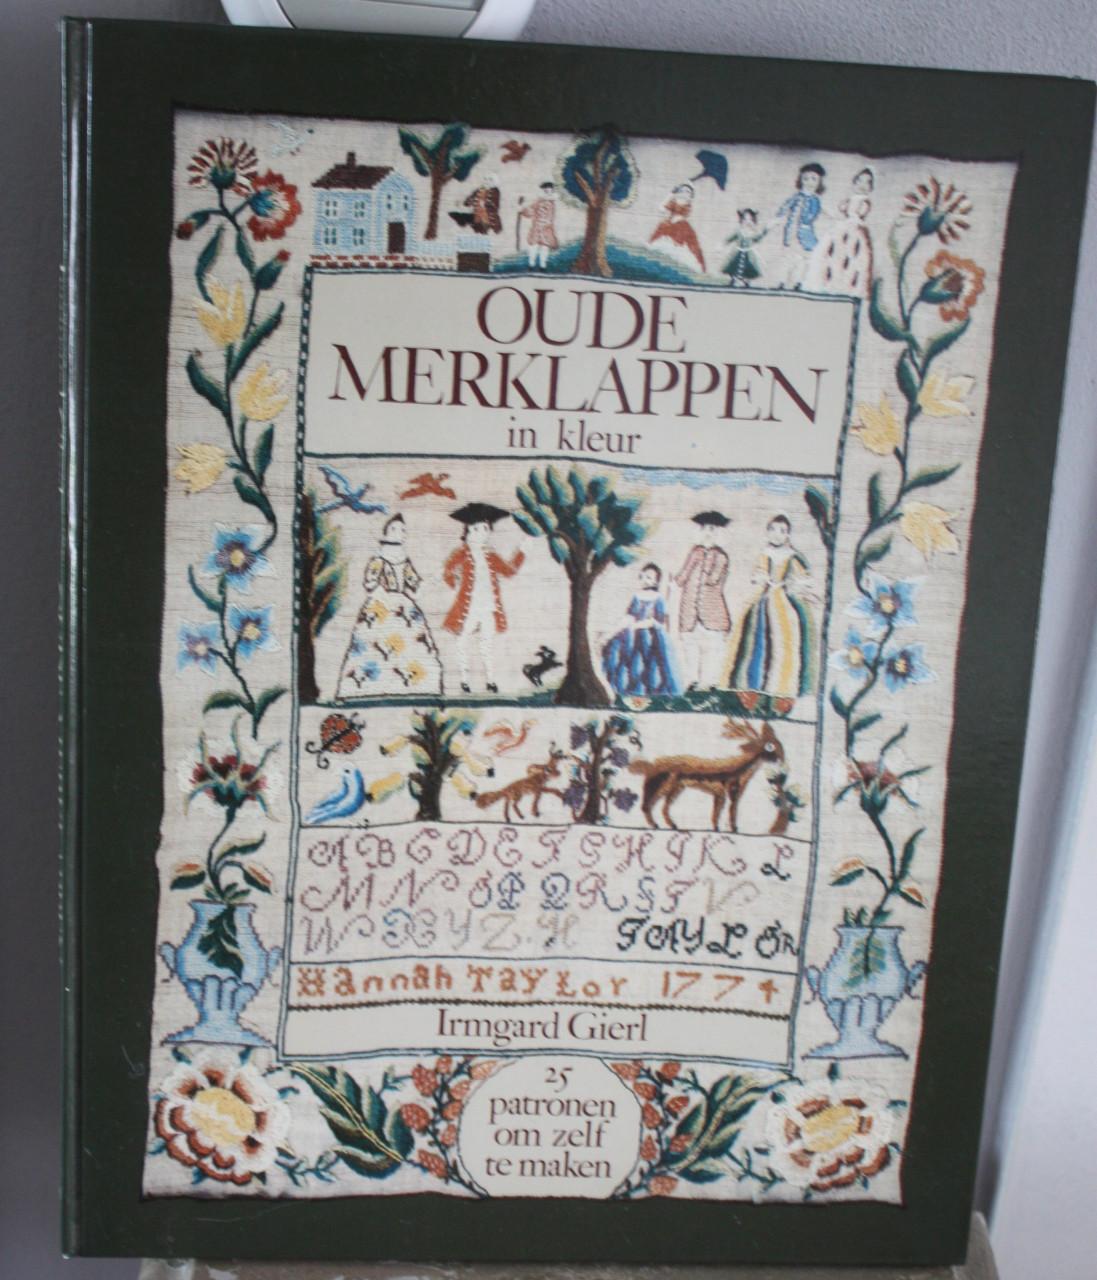 OUDE
MERKLAPPEN
in kleur
A B C D E F G H I K L
M N O P Q R S T V
W X Y Z . H TAYLOR
Hannah Taylor 1774
Irmgard Gierl
25
patronen
om zelf
te maken